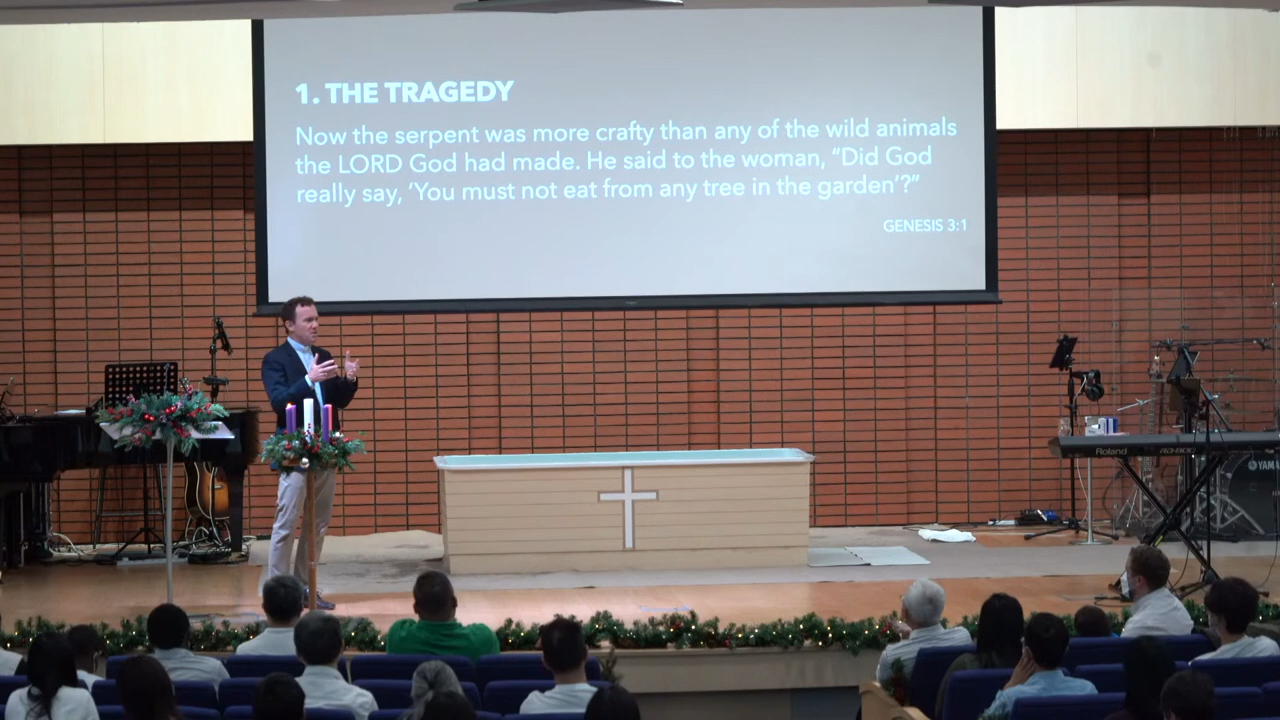 1. THE TRAGEDY
Now the serpent was more crafty than any of the wild animals
the LORD God had made. He said to the woman, “Did God
really say, ‘You must not eat from any tree in the garden’?”
GENESIS 3:1
Roland
YAMA